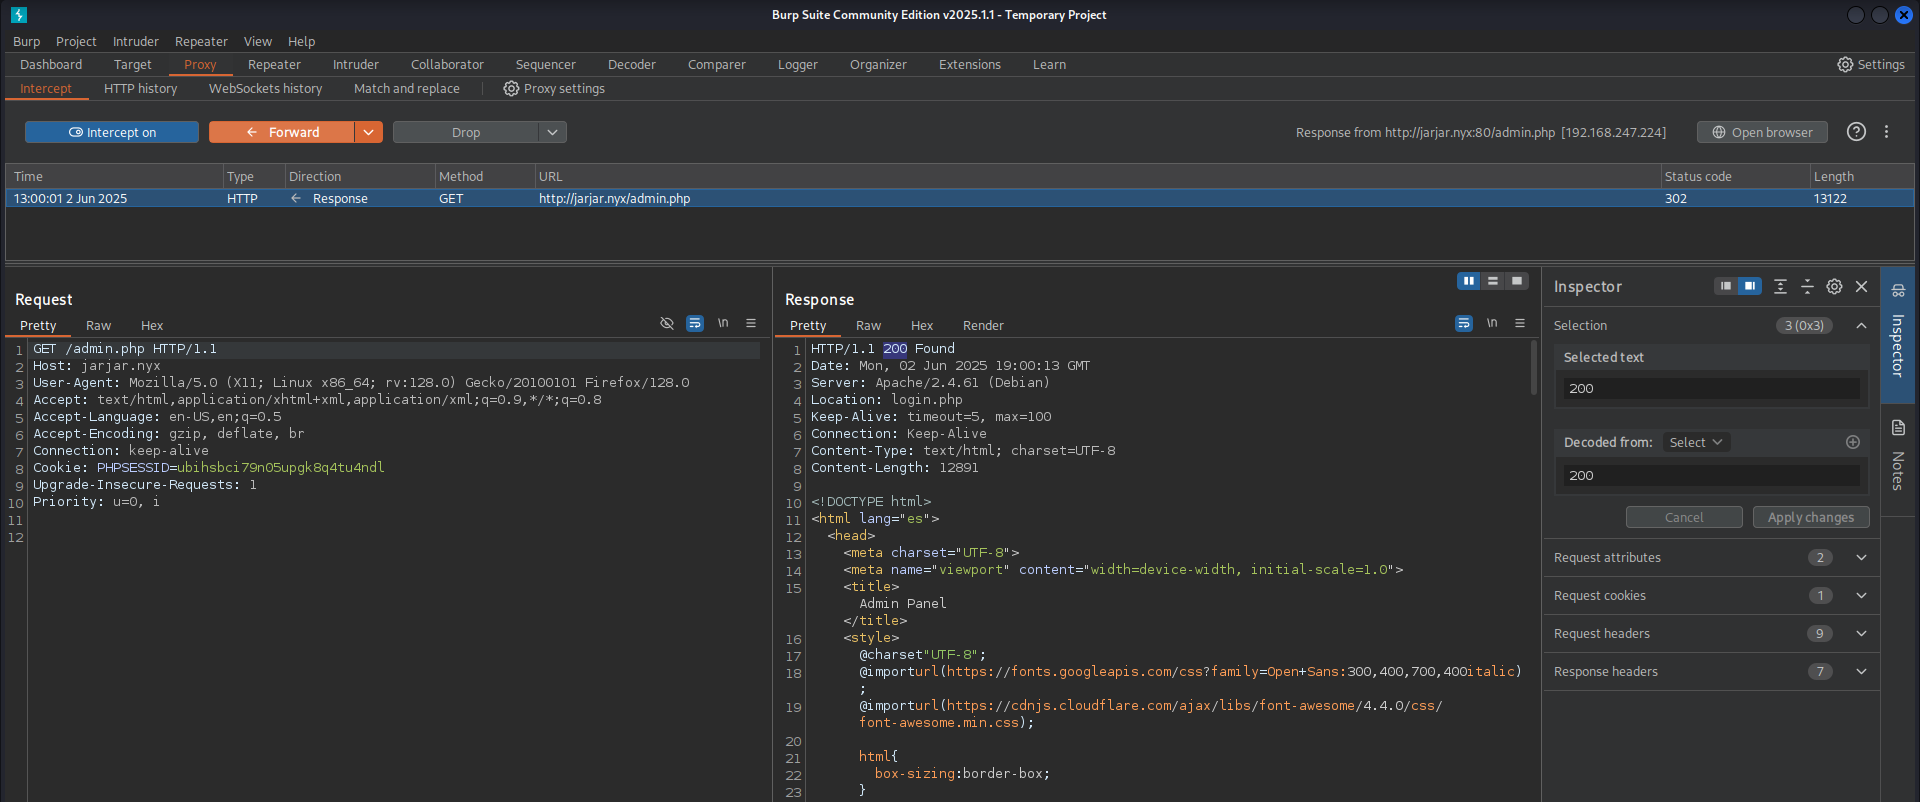 Burp Suite Community Edition v2025.1.1 - Temporary Project
Burp Project Intruder Repeater View Help
Dashboard Target Proxy Repeater Intruder Collaborator Sequencer Decoder Comparer Logger Organizer Extensions Learn Settings
Intercept HTTP history WebSockets history Match and replace Proxy settings
Intercept on Forward Drop Response from http://jarjar.nyx:80/admin.php [192.168.247.224] Open browser
Time Type Direction Method URL Status code Length
13:00:01 2 Jun 2025 HTTP ← Response GET http://jarjar.nyx/admin.php 302 13122
Request
Pretty Raw Hex \n
1 GET /admin.php HTTP/1.1
2 Host: jarjar.nyx
3 User-Agent: Mozilla/5.0 (X11; Linux x86_64; rv:128.0) Gecko/20100101 Firefox/128.0
4 Accept: text/html,application/xhtml+xml,application/xml;q=0.9,*/*;q=0.8
5 Accept-Language: en-US,en;q=0.5
6 Accept-Encoding: gzip, deflate, br
7 Connection: keep-alive
8 Cookie: PHPSESSID=ubihsbci79n05upgk8q4tu4ndl
9 Upgrade-Insecure-Requests: 1
10 Priority: u=0, i
11
12
Response
Pretty Raw Hex Render \n
1 HTTP/1.1 200 Found
2 Date: Mon, 02 Jun 2025 19:00:13 GMT
3 Server: Apache/2.4.61 (Debian)
4 Location: login.php
5 Keep-Alive: timeout=5, max=100
6 Connection: Keep-Alive
7 Content-Type: text/html; charset=UTF-8
8 Content-Length: 12891
9
10 <!DOCTYPE html>
11 <html lang="es">
12 <head>
13 <meta charset="UTF-8">
14 <meta name="viewport" content="width=device-width, initial-scale=1.0">
15 <title>
Admin Panel
</title>
16 <style>
17 @charset"UTF-8";
18 @importurl(https://fonts.googleapis.com/css?family=Open+Sans:300,400,700,400italic)
;
19 @importurl(https://cdnjs.cloudflare.com/ajax/libs/font-awesome/4.4.0/css/
font-awesome.min.css);
20
21 html{
22 box-sizing:border-box;
23 }
Inspector
Selection 3 (0x3)
Selected text
200
Decoded from: Select
200
Cancel Apply changes
Request attributes 2
Request cookies 1
Request headers 9
Response headers 7
Inspector
Notes